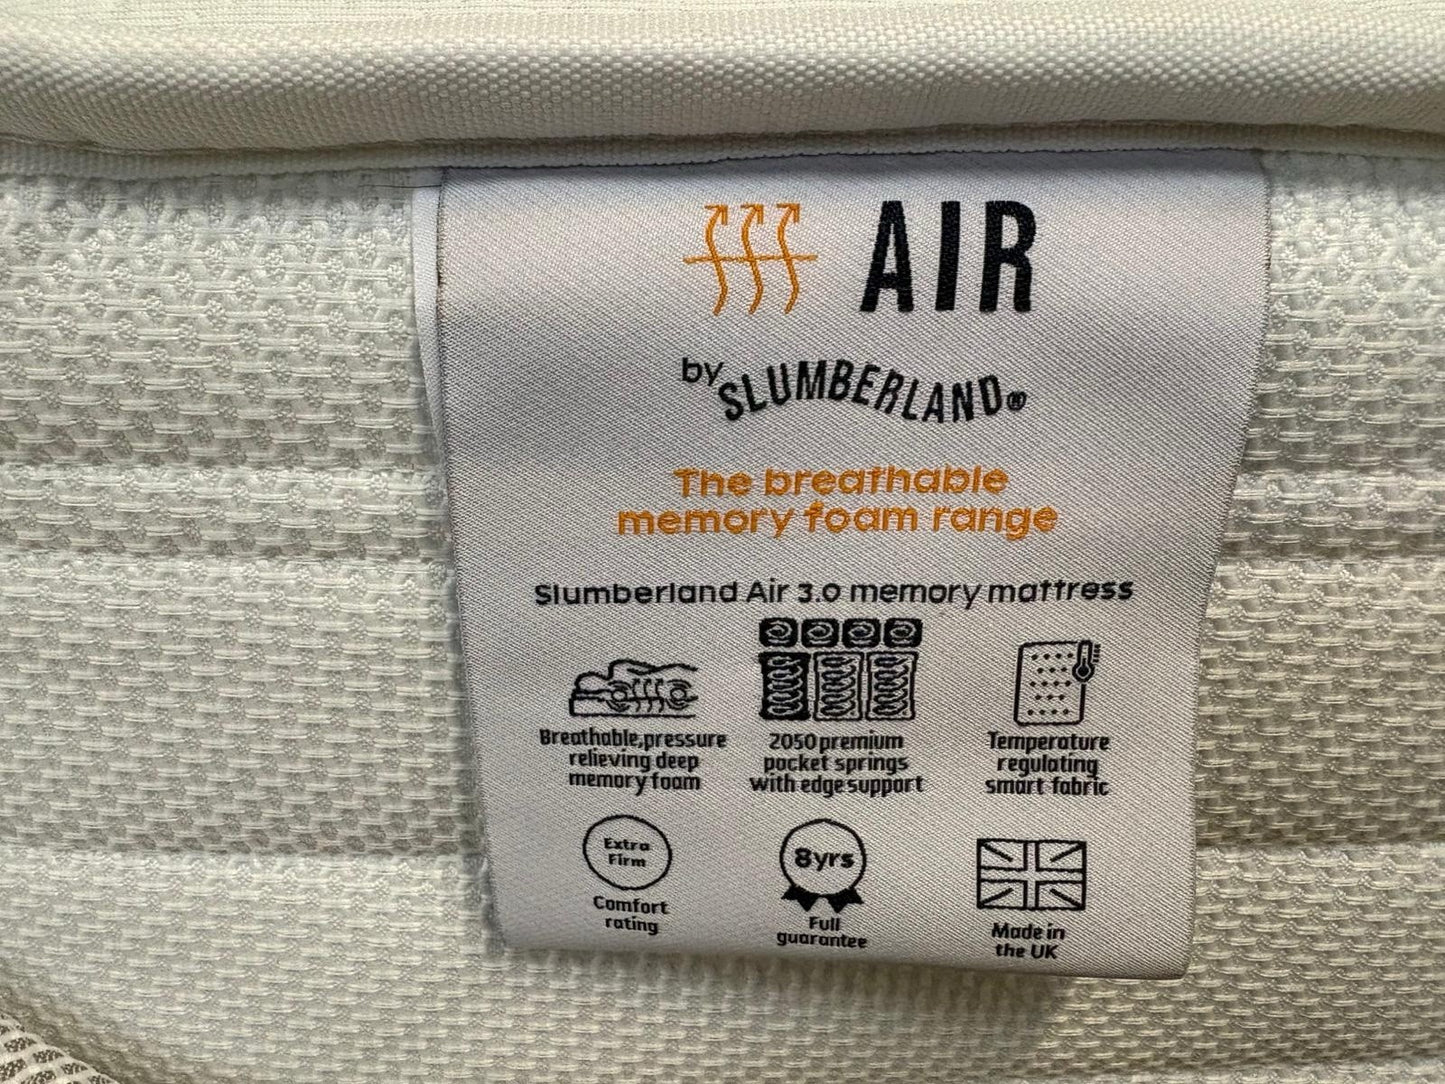 AIR
by SLUMBERLAND®
The breathable
memory foam range
Slumberland Air 3.0 memory mattress
Breathable, pressure
relieving deep
memory foam
2050 premium
pocket springs
with edge support
Temperature
regulating
smart fabric
Extra
Firm
Comfort
rating
8yrs
Full
guarantee
Made in
the UK